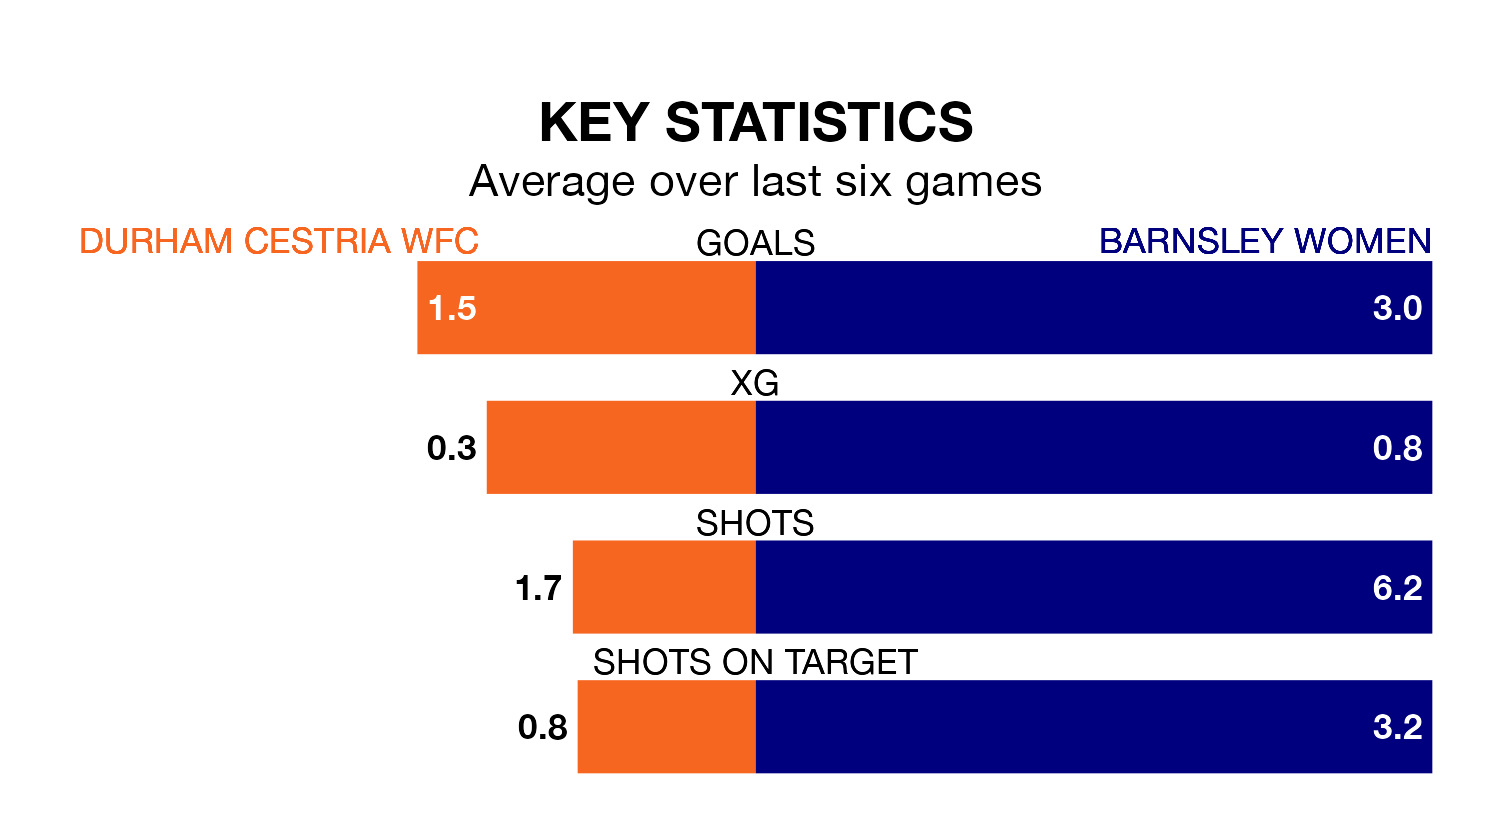 KEY STATISTICS
Average over last six games
DURHAM CESTRIA WFC GOALS BARNSLEY WOMEN
1.5 3.0
XG
0.3 0.8
SHOTS
1.7 6.2
SHOTS ON TARGET
0.8 3.2